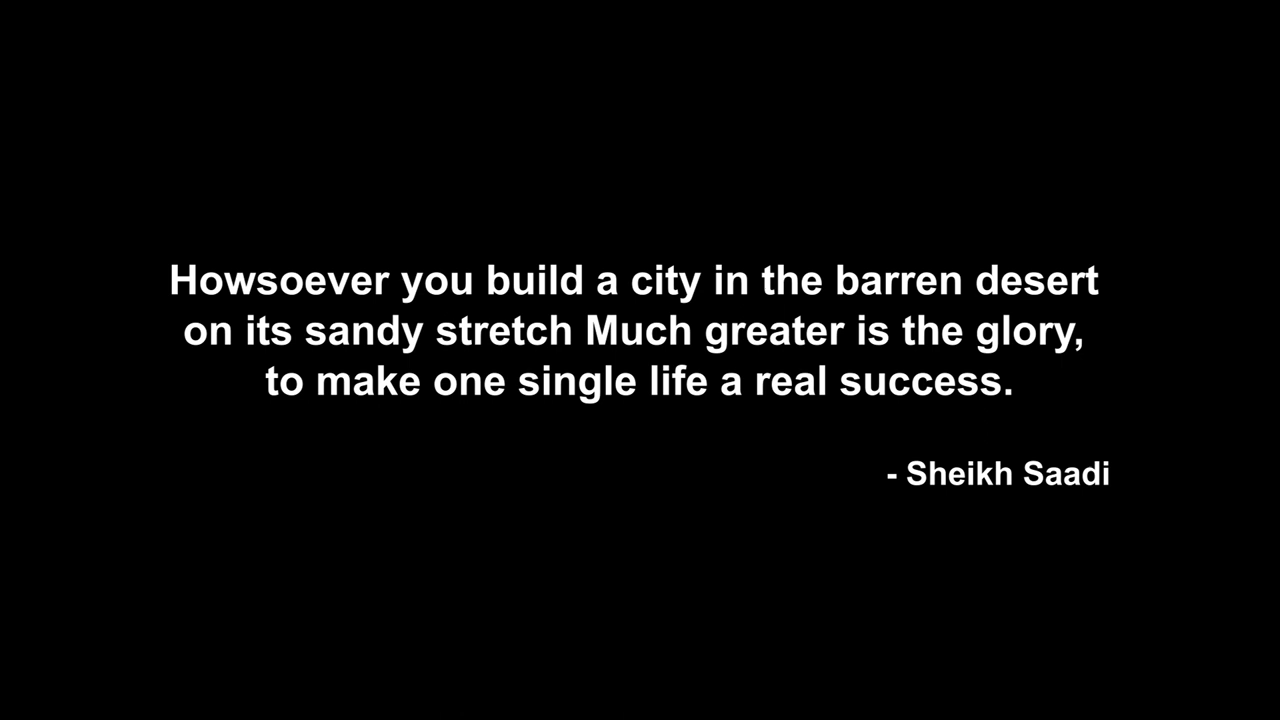 Howsoever you build a city in the barren desert
on its sandy stretch Much greater is the glory,
to make one single life a real success.
- Sheikh Saadi